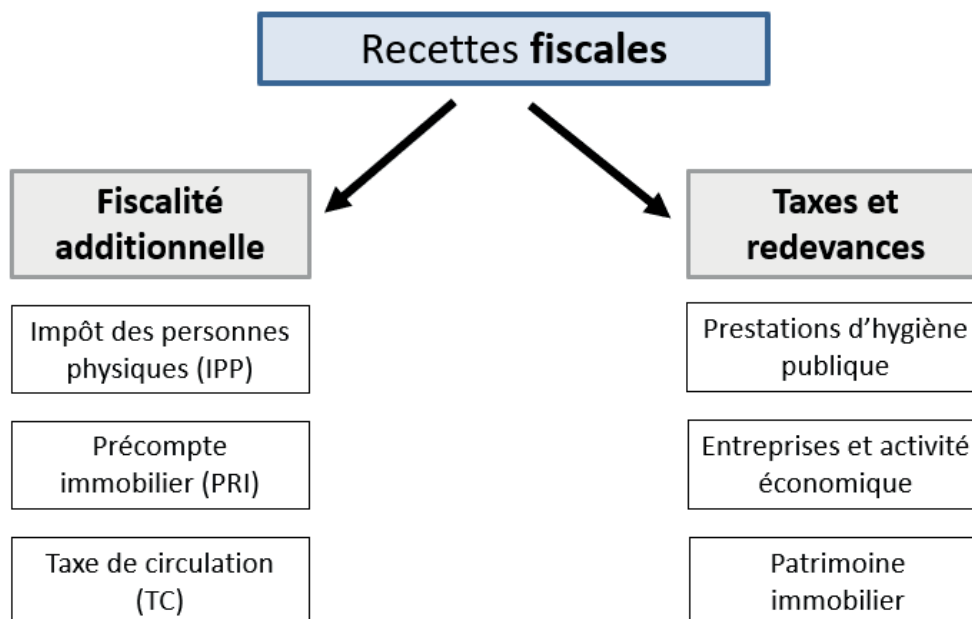 Recettes fiscales
Fiscalité
additionnelle
Impôt des personnes
physiques (IPP)
Précompte
immobilier (PRI)
Taxe de circulation
(TC)
Taxes et
redevances
Prestations d’hygiène
publique
Entreprises et activité
économique
Patrimoine
immobilier